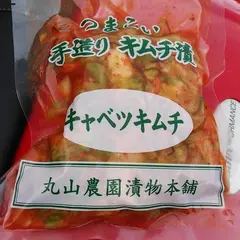 つまこい
手造り キムチ漬
キャベツキムチ
丸山農園漬物本舗